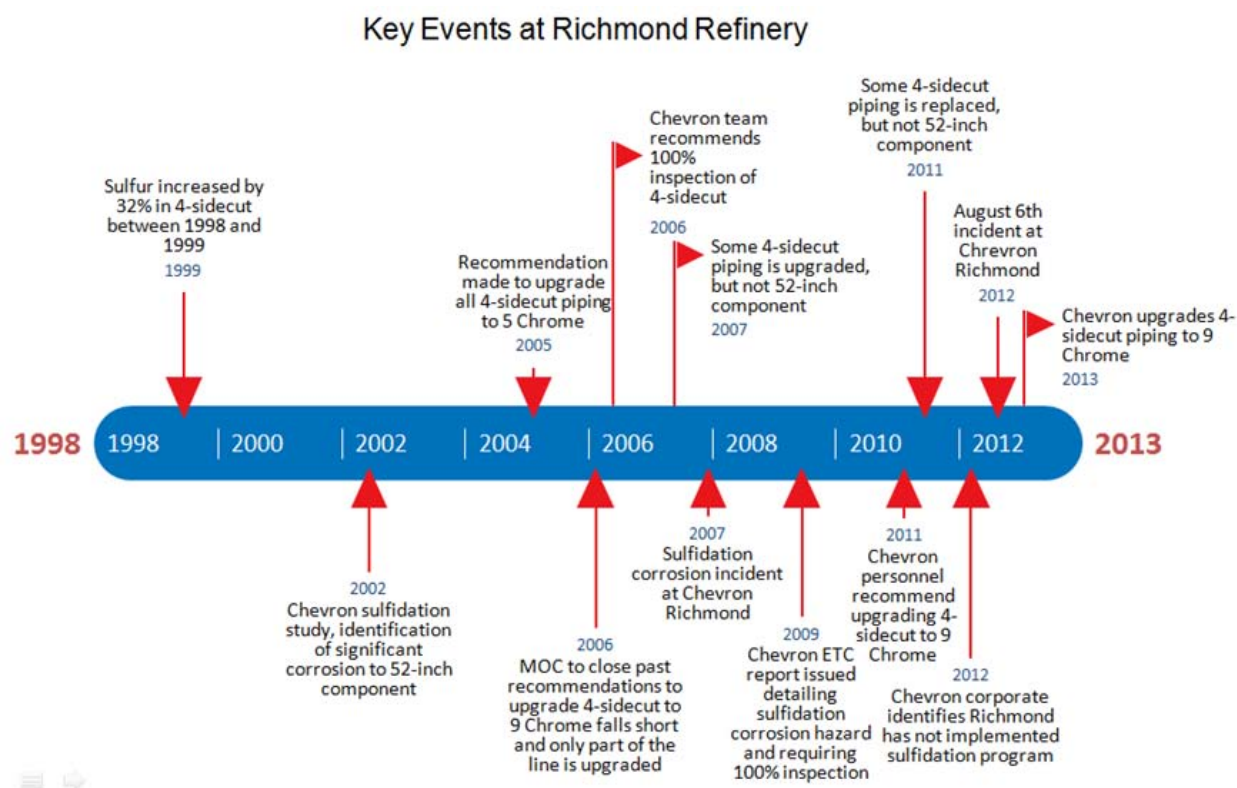 Key Events at Richmond Refinery
Sulfur increased by
32% in 4-sidecut
between 1998 and
1999
1999
Recommendation
made to upgrade
all 4-sidecut piping
to 5 Chrome
2005
Chevron team
recommends
100%
inspection of
4-sidecut
2006
Some 4-sidecut
piping is upgraded,
but not 52-inch
component
2007
Some 4-sidecut
piping is replaced,
but not 52-inch
component
2011
August 6th
incident at
Chrevron
Richmond
2012
Chevron upgrades 4-
sidecut piping to 9
Chrome
2013
1998
1998
2000
2002
2004
2006
2008
2010
2012
2013
2002
Chevron sulfidation
study, identification
of significant
corrosion to 52-inch
component
2006
MOC to close past
recommendations to
upgrade 4-sidecut to
9 Chrome falls short
and only part of the
line is upgraded
2007
Sulfidation
corrosion incident
at Chevron
Richmond
2009
Chevron ETC
report issued
detailing
sulfidation
corrosion hazard
and requiring
100% inspection
2011
Chevron
personnel
recommend
upgrading 4-
sidecut to 9
Chrome
2012
Chevron corporate
identifies Richmond
has not implemented
sulfidation program